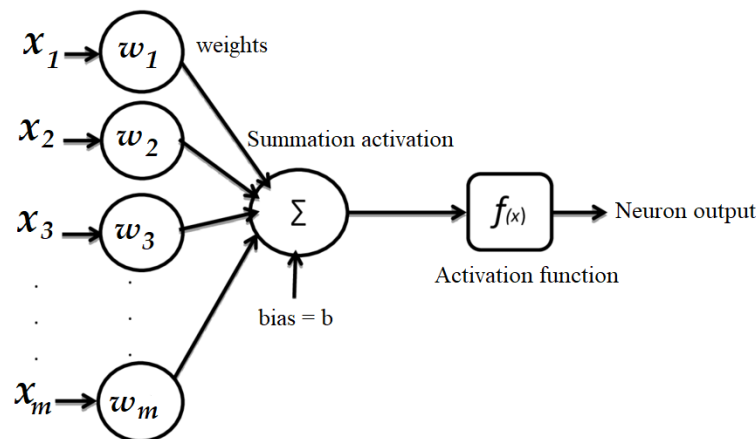 x1
w1
weights
x2
w2
Summation activation
x3
w3
Σ
f(x)
Neuron output
Activation function
bias = b
xm
wm